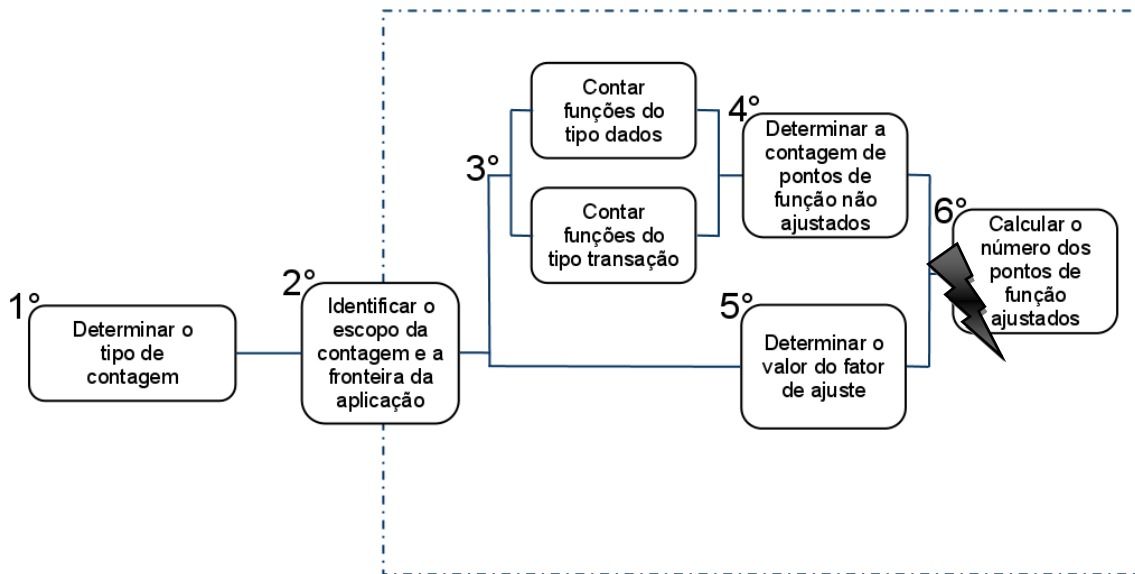 1°
Determinar o
tipo de
contagem
2°
Identificar o
escopo da
contagem e a
fronteira da
aplicação
3°
Contar
funções do
tipo dados
Contar
funções do
tipo transação
4°
Determinar a
contagem de
pontos de
função não
ajustados
5°
Determinar o
valor do fator
de ajuste
6°
Calcular o
número dos
pontos de
função
ajustados